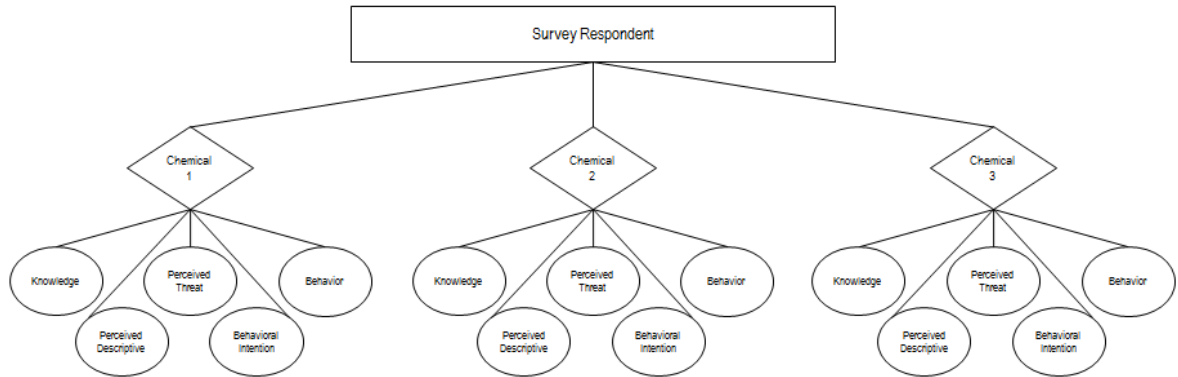 Survey Respondent
Chemical
1
Chemical
2
Chemical
3
Knowledge
Perceived
Threat
Behavior
Perceived
Descriptive
Behavioral
Intention
Knowledge
Perceived
Threat
Behavior
Perceived
Descriptive
Behavioral
Intention
Knowledge
Perceived
Threat
Behavior
Perceived
Descriptive
Behavioral
Intention